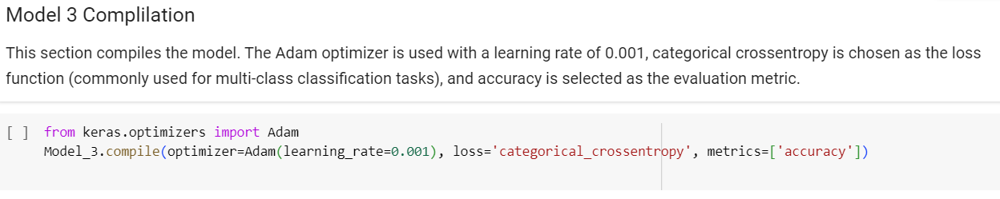 Model 3 Complilation
This section compiles the model. The Adam optimizer is used with a learning rate of 0.001, categorical crossentropy is chosen as the loss
function (commonly used for multi-class classification tasks), and accuracy is selected as the evaluation metric.
[ ] from keras.optimizers import Adam
Model_3.compile(optimizer=Adam(learning_rate=0.001), loss='categorical_crossentropy', metrics=['accuracy'])